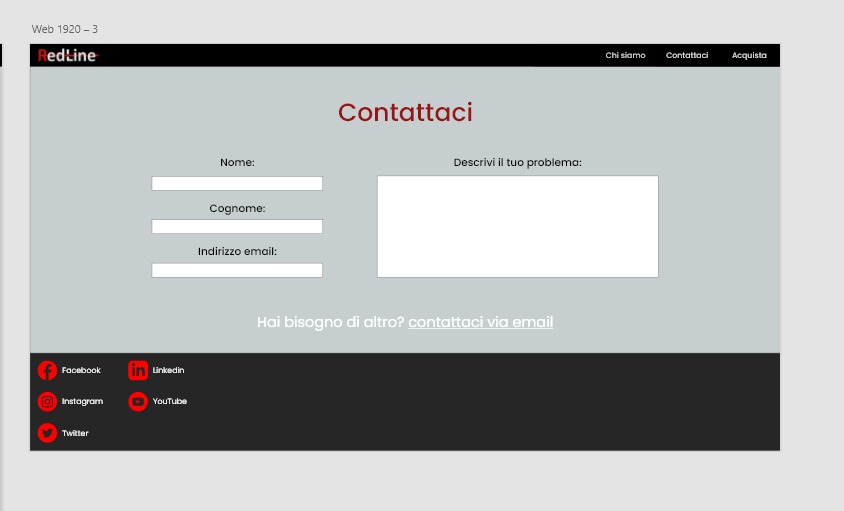 Web 1920 – 3
RedLine
Chi siamo
Contattaci
Acquista
Contattaci
Nome:
Cognome:
Indirizzo email:
Descrivi il tuo problema:
Hai bisogno di altro? contattaci via email
Facebook
Linkedin
Instagram
YouTube
Twitter